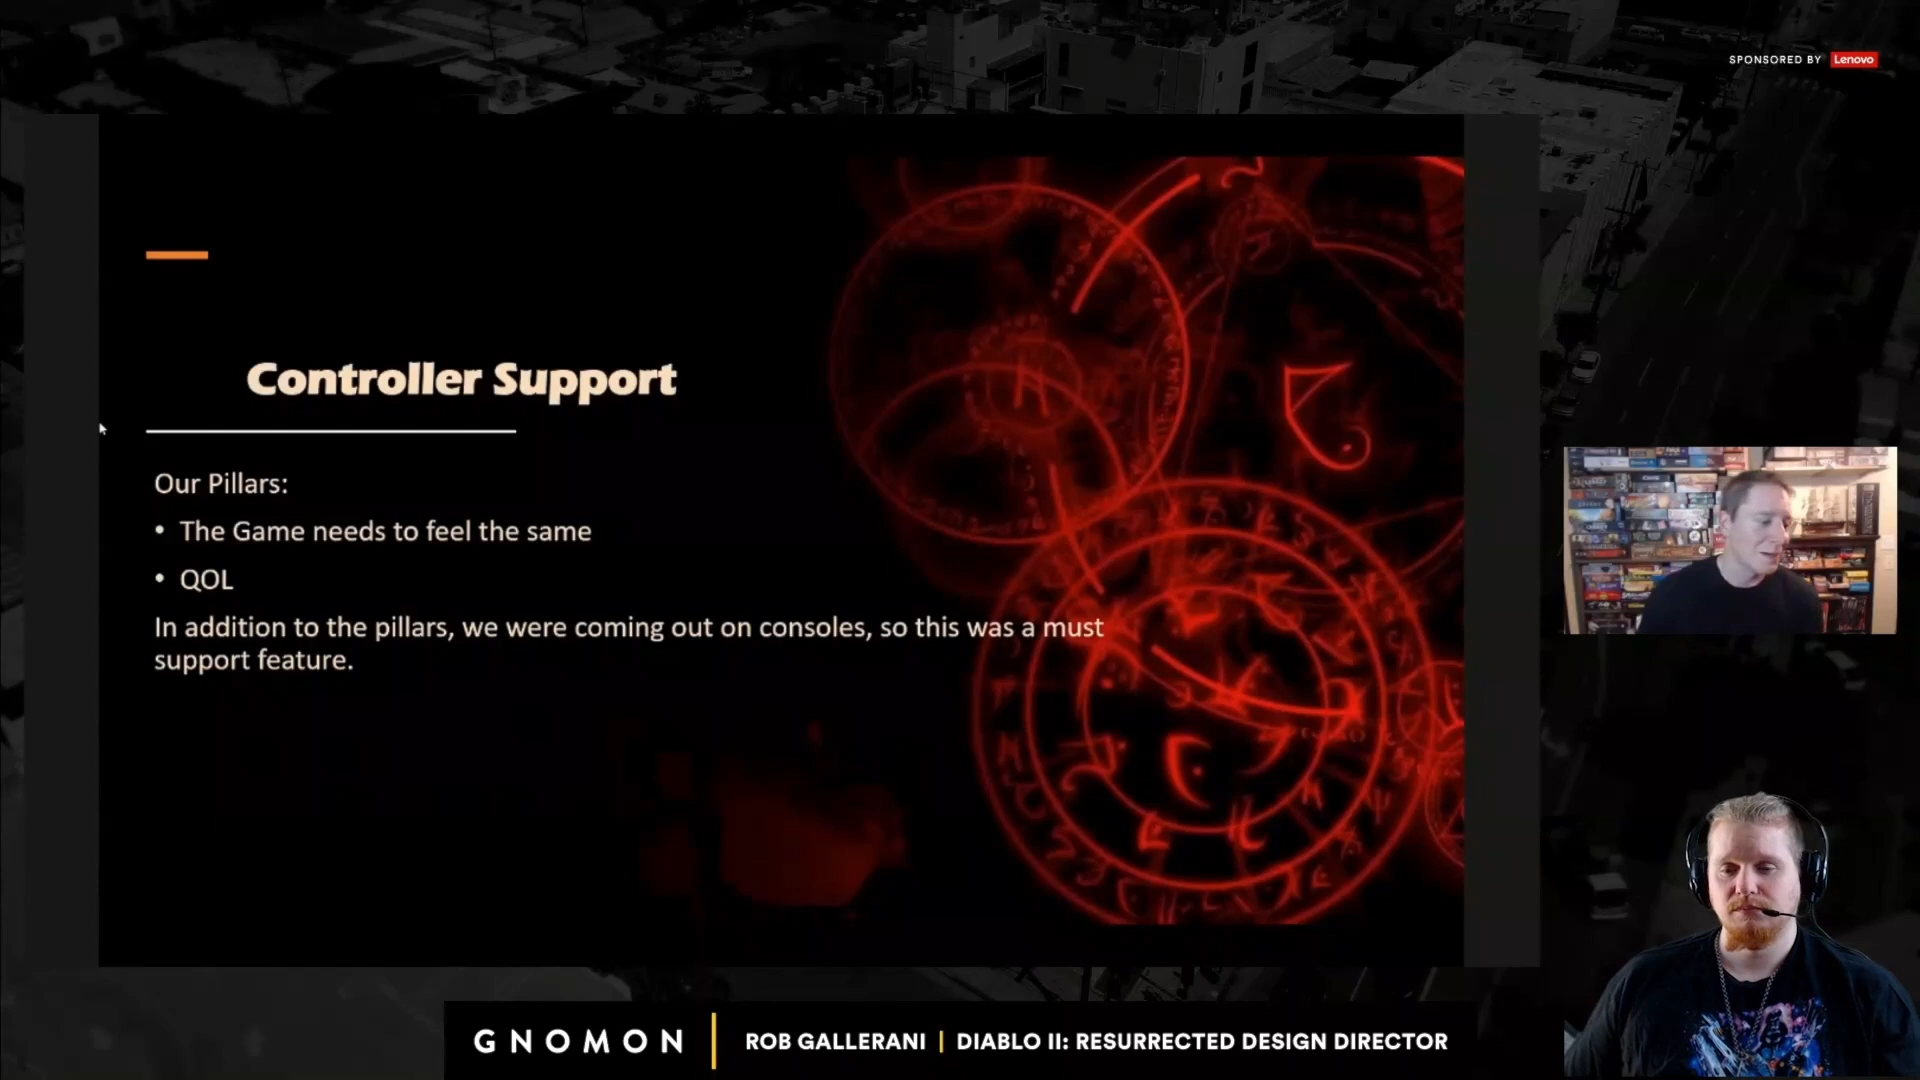 SPONSORED BY Lenovo
Controller Support
Our Pillars:
• The Game needs to feel the same
• QOL
In addition to the pillars, we were coming out on consoles, so this was a must
support feature.
GNOMON | ROB GALLERANI | DIABLO II: RESURRECTED DESIGN DIRECTOR